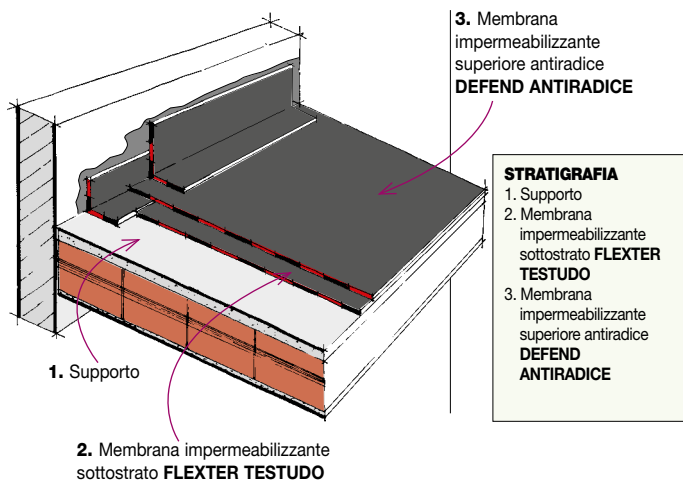 3. Membrana
impermeabilizzante
superiore antiradice
DEFEND ANTIRADICE
STRATIGRAFIA
1. Supporto
2. Membrana
impermeabilizzante
sottostrato FLEXTER
TESTUDO
3. Membrana
impermeabilizzante
superiore antiradice
DEFEND
ANTIRADICE
1. Supporto
2. Membrana impermeabilizzante
sottostrato FLEXTER TESTUDO